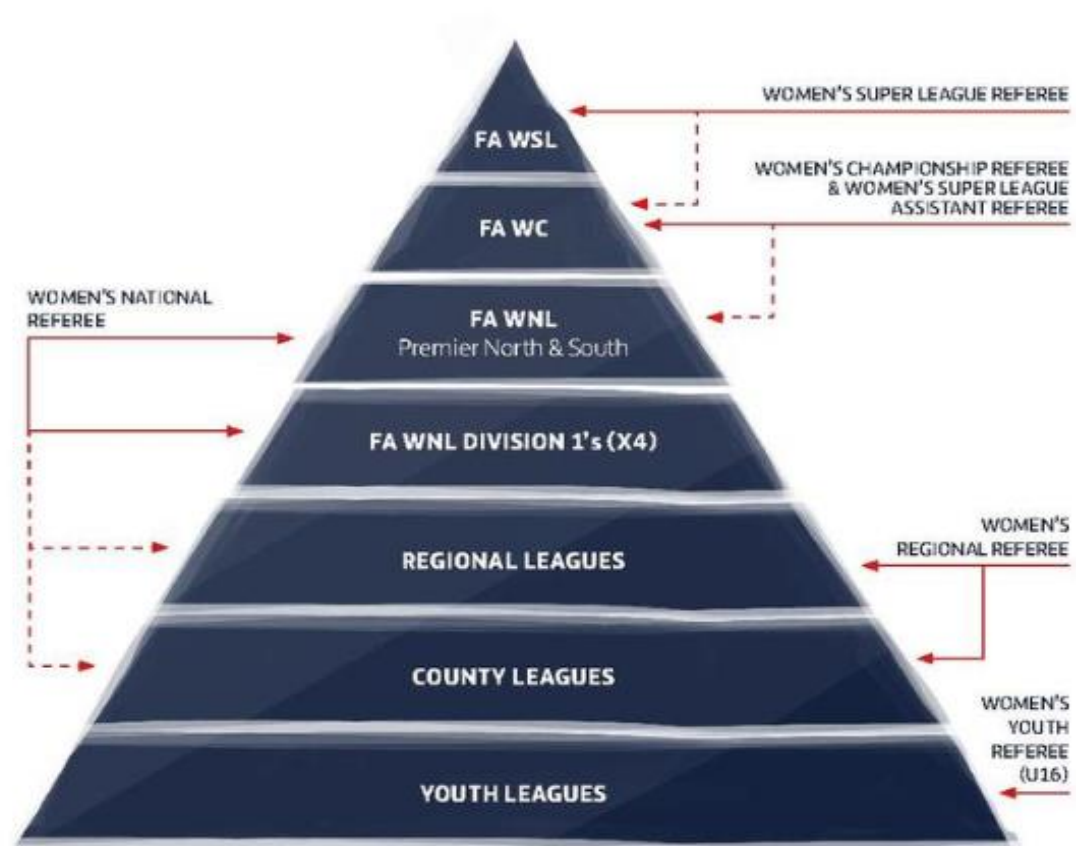 WOMEN'S SUPER LEAGUE REFEREE
FA WSL
WOMEN'S CHAMPIONSHIP REFEREE
& WOMEN'S SUPER LEAGUE
ASSISTANT REFEREE
FA WC
WOMEN'S NATIONAL
REFEREE
FA WNL
Premier North & South
FA WNL DIVISION 1's (X4)
WOMEN'S
REGIONAL REFEREE
REGIONAL LEAGUES
COUNTY LEAGUES
WOMEN'S
YOUTH
REFEREE
(U16)
YOUTH LEAGUES